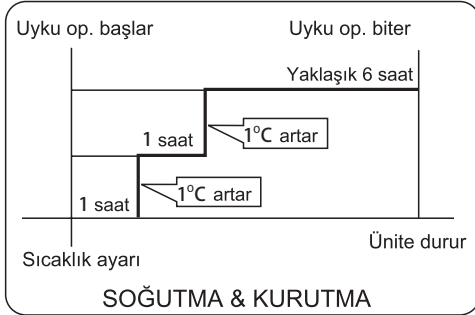 Uyku op. başlar
Uyku op. biter
Yaklaşık 6 saat
1 saat
1°C artar
1 saat
1°C artar
Sıcaklık ayarı
Ünite durur
SOĞUTMA & KURUTMA